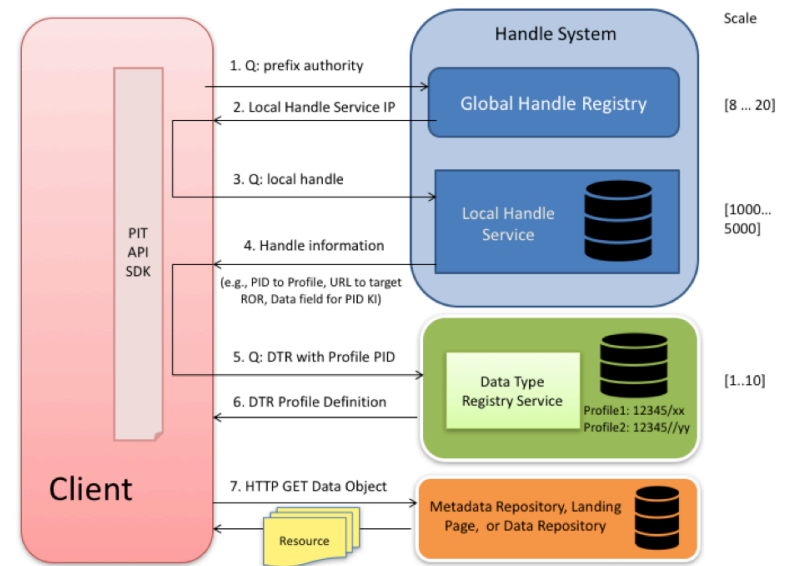 Scale
Handle System
1. Q: prefix authority
Global Handle Registry
[8 ... 20]
2. Local Handle Service IP
3. Q: local handle
Local Handle
Service
[1000...
5000]
PIT
API
SDK
4. Handle information
(e.g., PID to Profile, URL to target
ROR, Data field for PID KI)
5. Q: DTR with Profile PID
Data Type
Registry Service
[1..10]
6. DTR Profile Definition
Profile1: 12345/xx
Profile2: 12345//yy
Client
7. HTTP GET Data Object
Metadata Repository, Landing
Page, or Data Repository
Resource